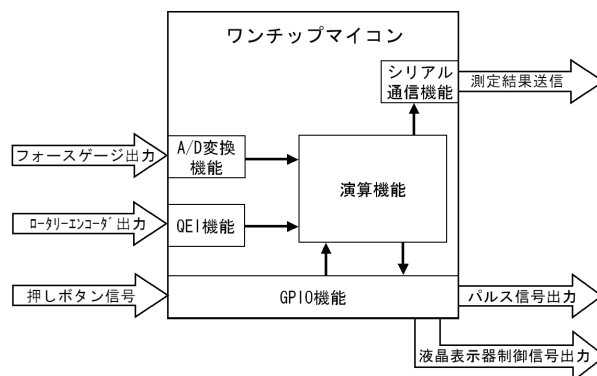 ワンチップマイコン
シリアル
通信機能
測定結果送信
フォースゲージ出力
A/D変換
機能
演算機能
ﾛｰﾀﾘｰｴﾝｺｰﾀﾞ出力
QEI機能
押しボタン信号
GPIO機能
パルス信号出力
液晶表示器制御信号出力